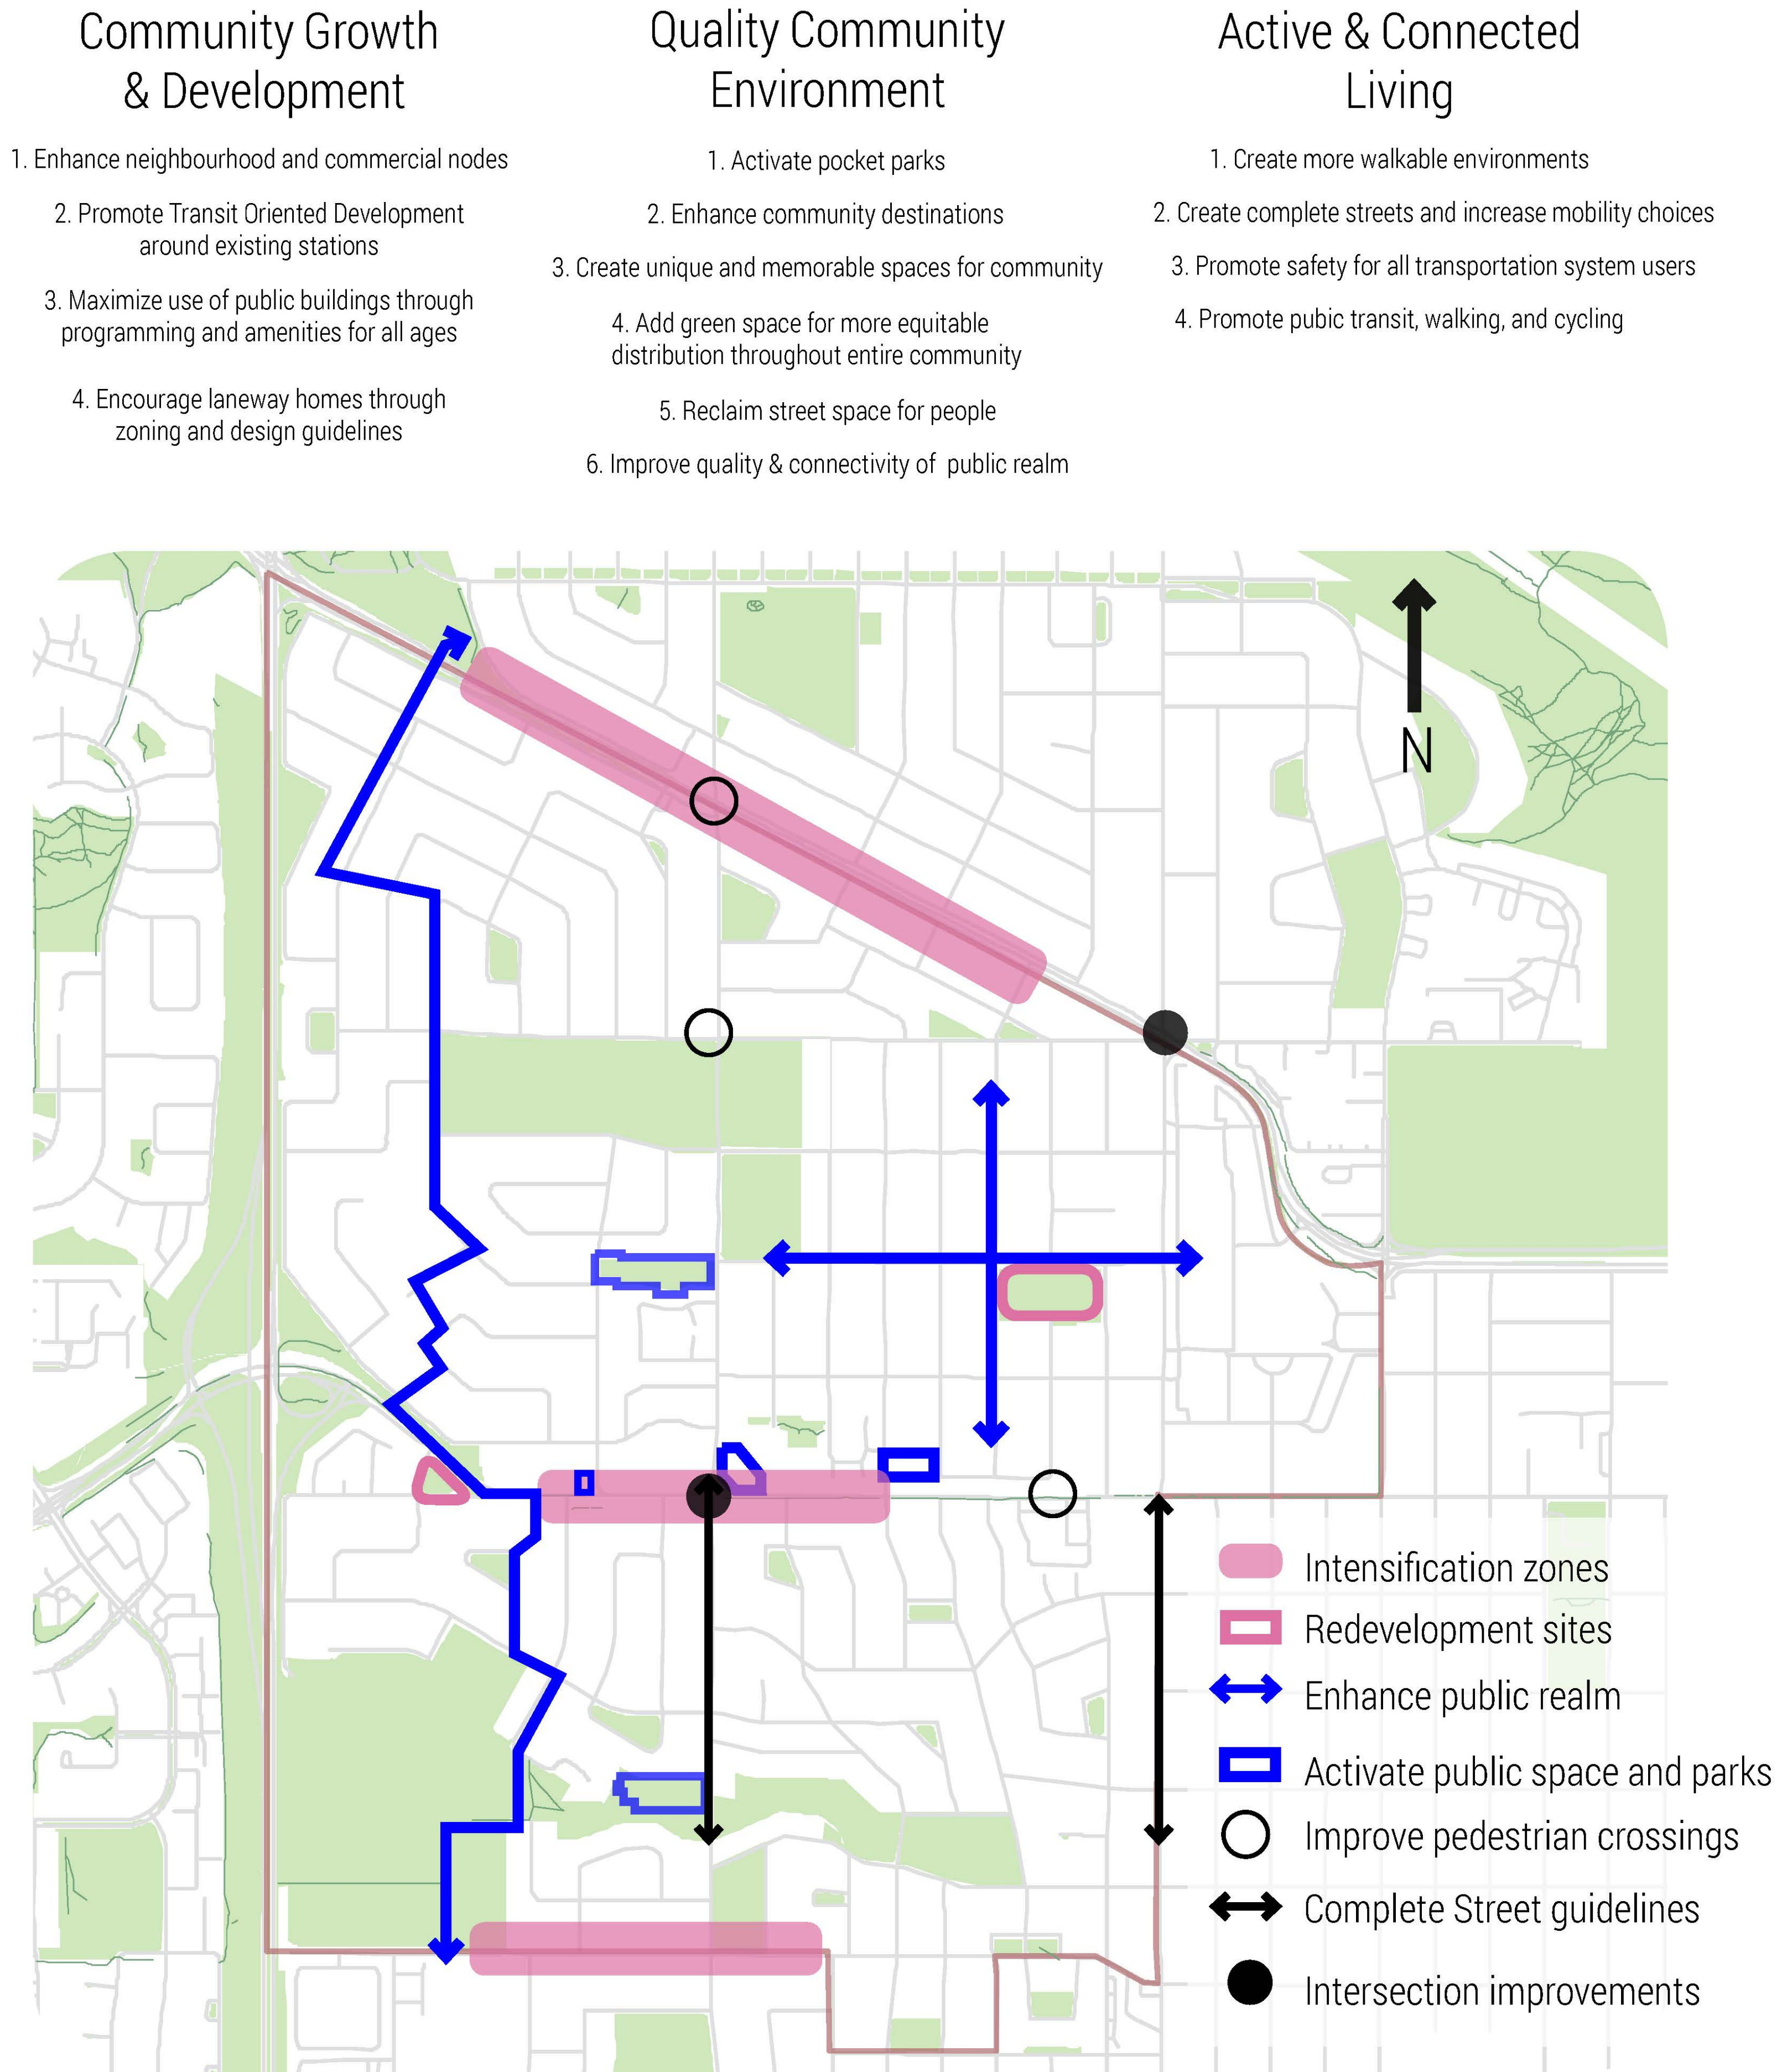 Community Growth
& Development
1. Enhance neighbourhood and commercial nodes
2. Promote Transit Oriented Development
around existing stations
3. Maximize use of public buildings through
programming and amenities for all ages
4. Encourage laneway homes through
zoning and design guidelines
Quality Community
Environment
1. Activate pocket parks
2. Enhance community destinations
3. Create unique and memorable spaces for community
4. Add green space for more equitable
distribution throughout entire community
5. Reclaim street space for people
6. Improve quality & connectivity of public realm
Active & Connected
Living
1. Create more walkable environments
2. Create complete streets and increase mobility choices
3. Promote safety for all transportation system users
4. Promote pubic transit, walking, and cycling
N
Intensification zones
Redevelopment sites
Enhance public realm
Activate public space and parks
Improve pedestrian crossings
Complete Street guidelines
Intersection improvements